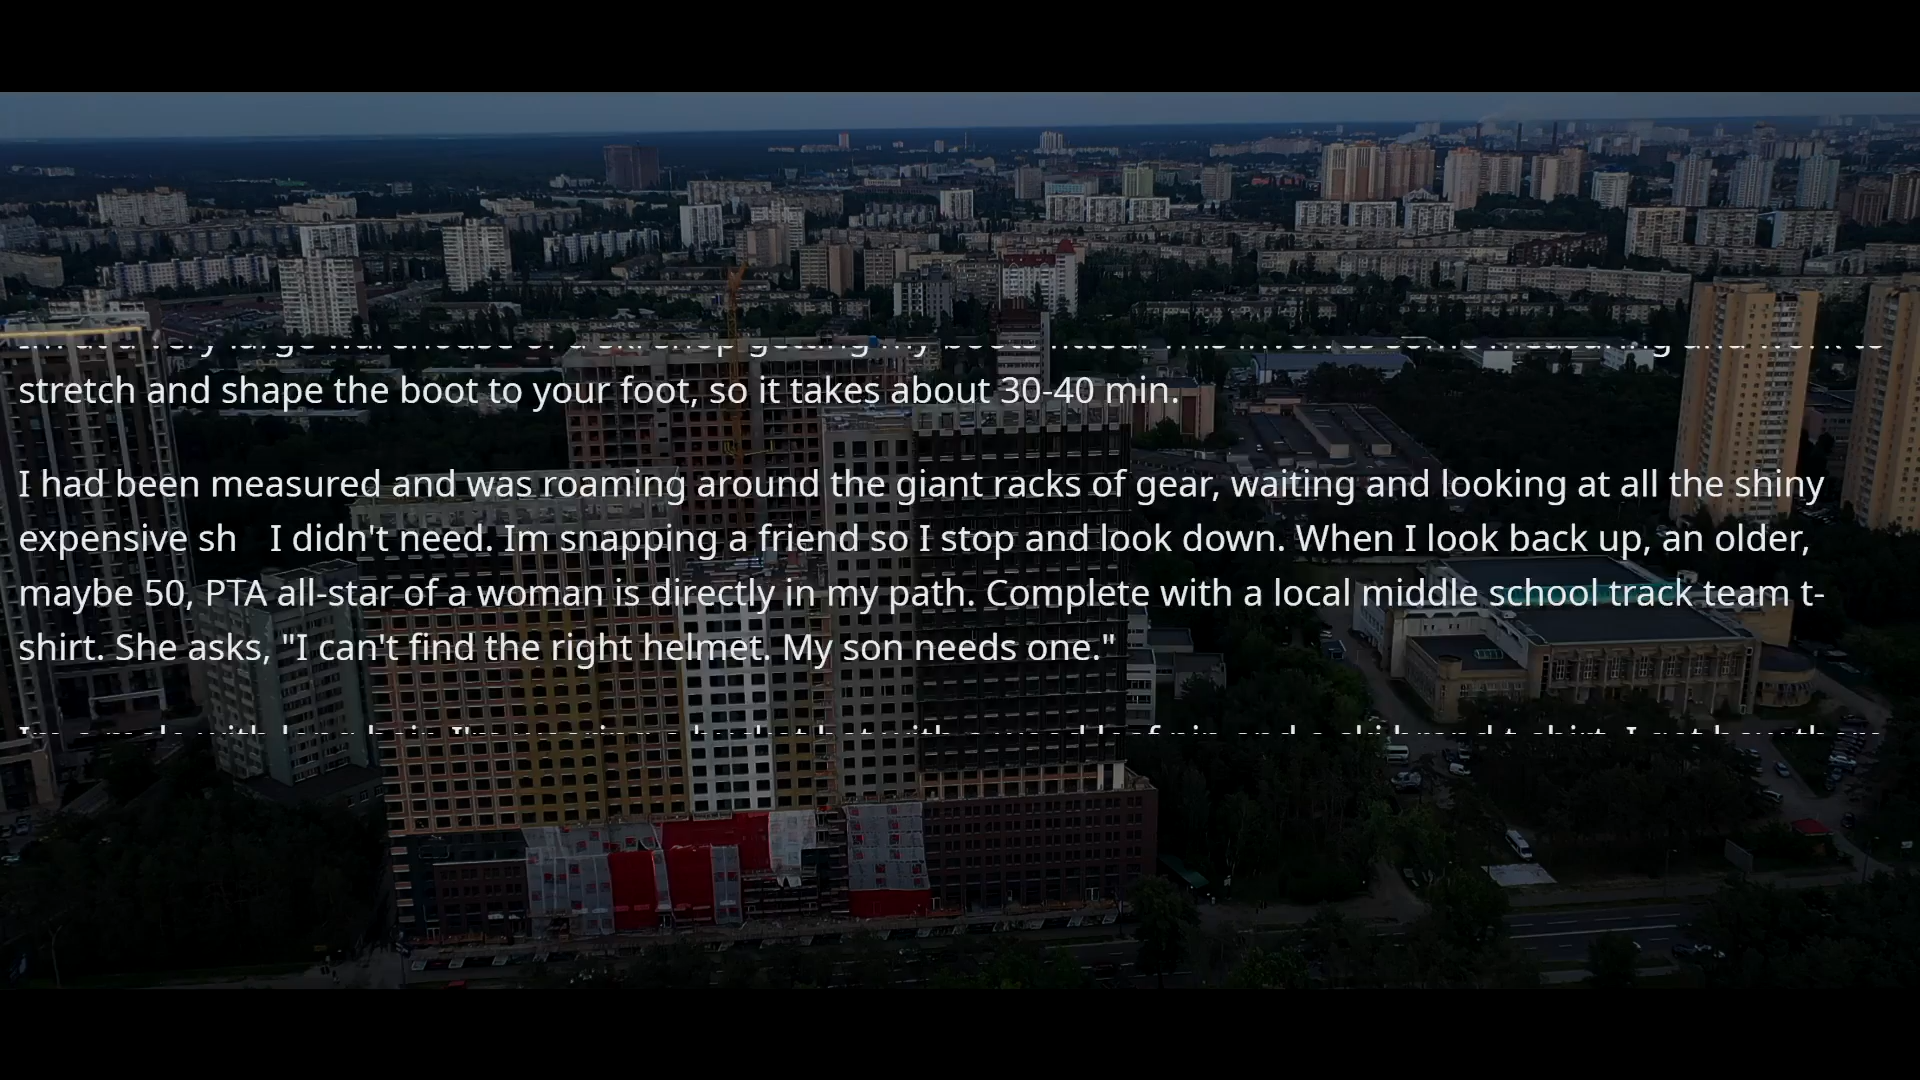 stretch and shape the boot to your foot, so it takes about 30-40 min.
I had been measured and was roaming around the giant racks of gear, waiting and looking at all the shiny
expensive sh I didn't need. Im snapping a friend so I stop and look down. When I look back up, an older,
maybe 50, PTA all-star of a woman is directly in my path. Complete with a local middle school track team t-
shirt. She asks, "I can't find the right helmet. My son needs one."